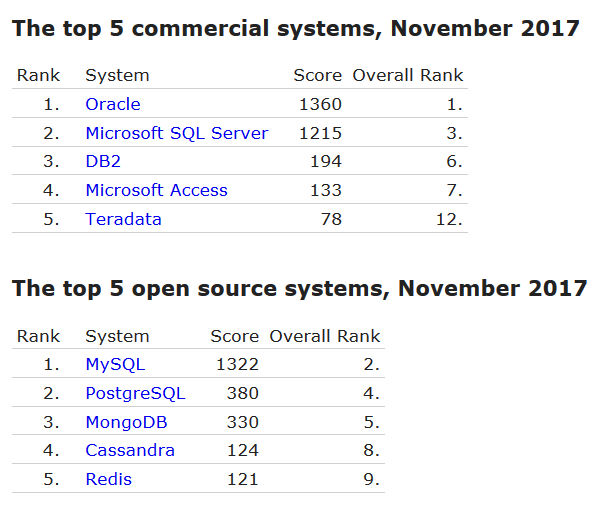 The top 5 commercial systems, November 2017
Rank System Score Overall Rank
1. Oracle 1360 1.
2. Microsoft SQL Server 1215 3.
3. DB2 194 6.
4. Microsoft Access 133 7.
5. Teradata 78 12.
The top 5 open source systems, November 2017
Rank System Score Overall Rank
1. MySQL 1322 2.
2. PostgreSQL 380 4.
3. MongoDB 330 5.
4. Cassandra 124 8.
5. Redis 121 9.